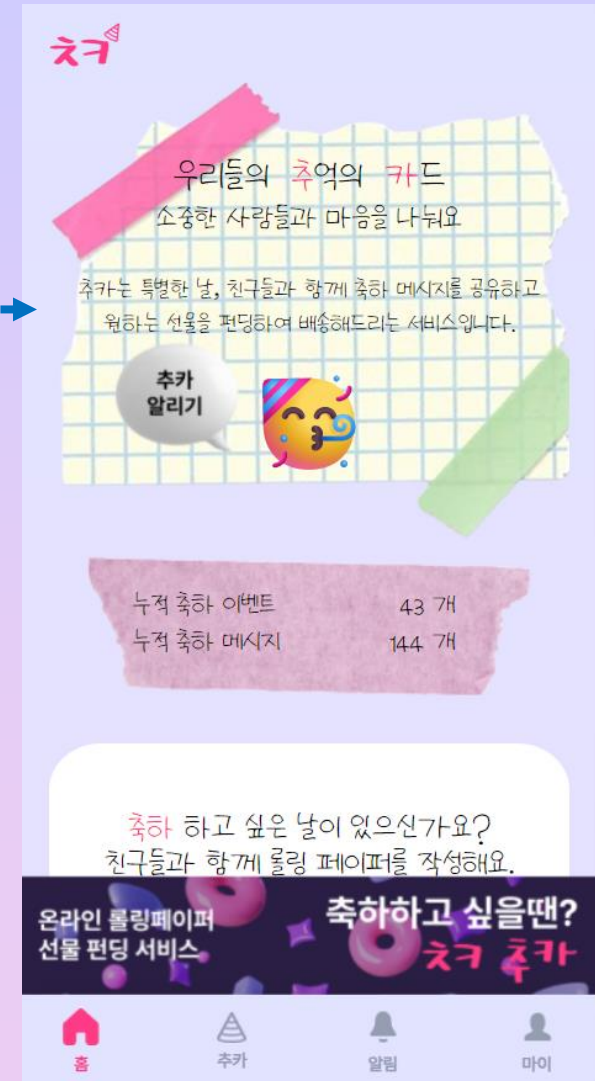 ㅊㅋ
우리들의 추억의 카드
소중한 사람들과 마음을 나눠요
추카는 특별한 날, 친구들과 함께 축하 메시지를 공유하고
원하는 선물을 펀딩하여 배송해드리는 서비스입니다.
추카
알리기
누적 축하 이벤트 43 개
누적 축하 메시지 144 개
축하 하고 싶은 날이 있으신가요?
친구들과 함께 롤링 페이퍼를 작성해요.
온라인 롤링페이퍼
선물 펀딩 서비스
축하하고 싶을땐?
ㅊㅋ 추카
홈 추카 알림 마이